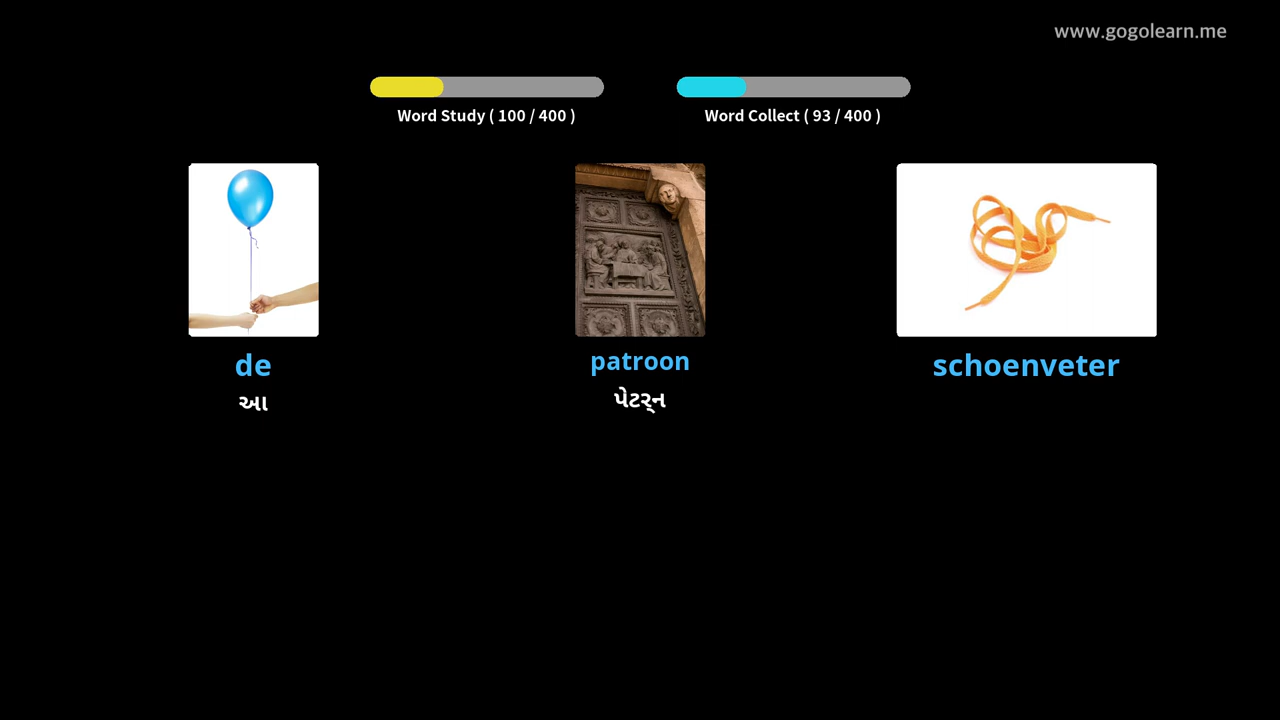 www.gogolearn.me
Word Study ( 100 / 400 )
Word Collect ( 93 / 400 )
de
patroon
schoenveter
આ
પેટર્ન